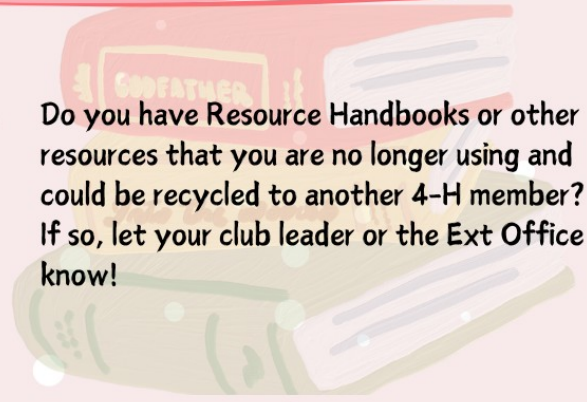 GODFATHER
Do you have Resource Handbooks or other
resources that you are no longer using and
could be recycled to another 4-H member?
If so, let your club leader or the Ext Office
know!